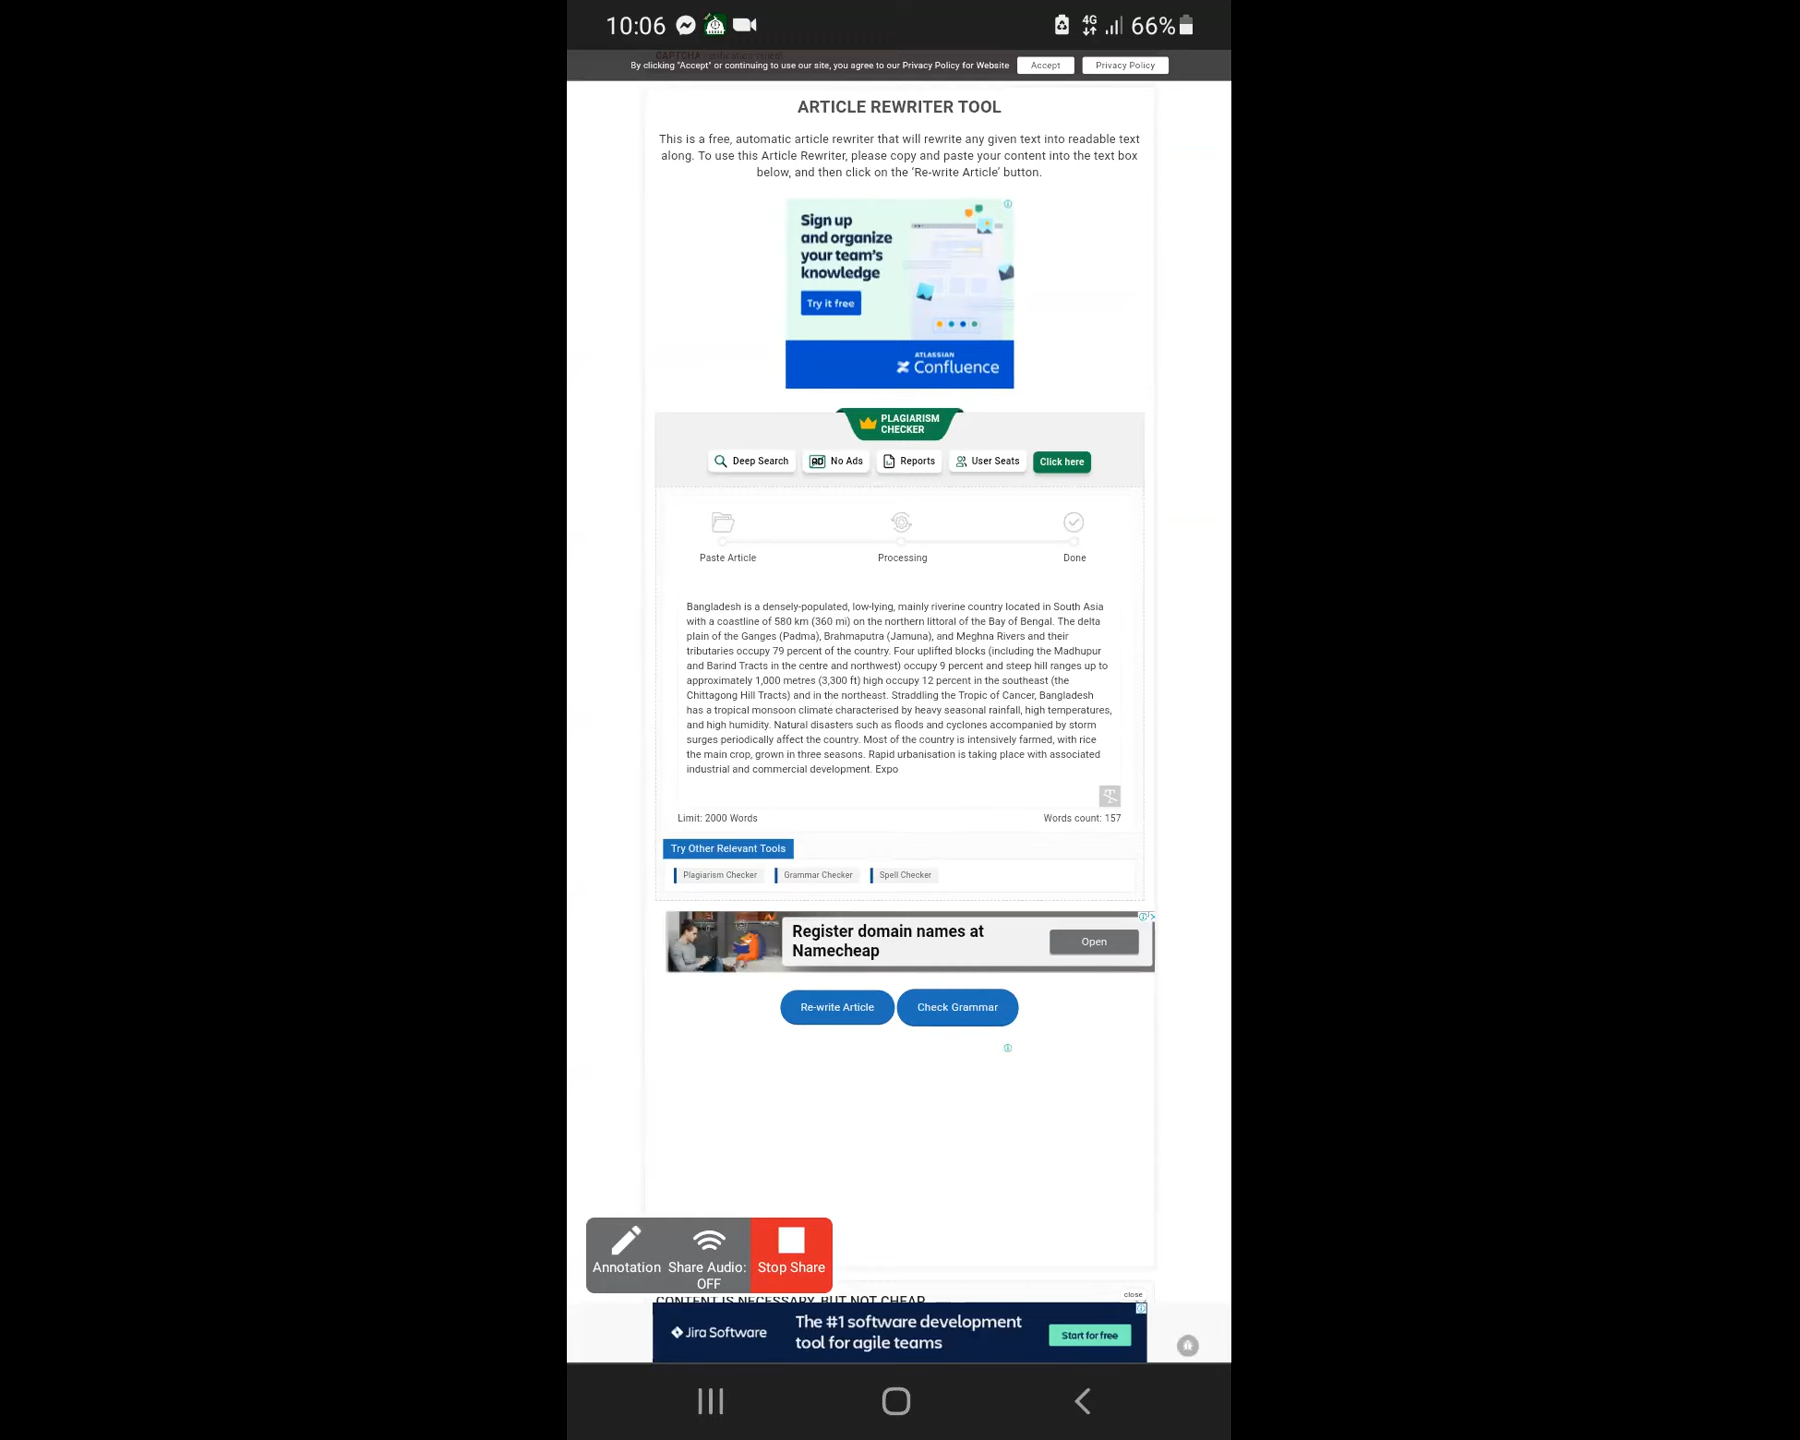 10:06
4G
66%
By clicking "Accept" or continuing to use our site, you agree to our Privacy Policy for Website
Accept
Privacy Policy
ARTICLE REWRITER TOOL
This is a free, automatic article rewriter that will rewrite any given text into readable text
along. To use this Article Rewriter, please copy and paste your content into the text box
below, and then click on the 'Re-write Article' button.
Sign up
and organize
your team's
knowledge
Try it free
ATLASSIAN
Confluence
PLAGIARISM
CHECKER
Deep Search
AD No Ads
Reports
User Seats
Click here
Paste Article
Processing
Done
Bangladesh is a densely-populated, low-lying, mainly riverine country located in South Asia
with a coastline of 580 km (360 mi) on the northern littoral of the Bay of Bengal. The delta
plain of the Ganges (Padma), Brahmaputra (Jamuna), and Meghna Rivers and their
tributaries occupy 79 percent of the country. Four uplifted blocks (including the Madhupur
and Barind Tracts in the centre and northwest) occupy 9 percent and steep hill ranges up to
approximately 1,000 metres (3,300 ft) high occupy 12 percent in the southeast (the
Chittagong Hill Tracts) and in the northeast. Straddling the Tropic of Cancer, Bangladesh
has a tropical monsoon climate characterised by heavy seasonal rainfall, high temperatures,
and high humidity. Natural disasters such as floods and cyclones accompanied by storm
surges periodically affect the country. Most of the country is intensively farmed, with rice
the main crop, grown in three seasons. Rapid urbanisation is taking place with associated
industrial and commercial development. Expo
Limit: 2000 Words
Words count: 157
Try Other Relevant Tools
Plagiarism Checker
Grammar Checker
Spell Checker
Register domain names at
Namecheap
Open
Re-write Article
Check Grammar
Annotation
Share Audio:
OFF
Stop Share
CONTENT IS NECESSARY, BUT NOT CHEAP
close
Jira Software
The #1 software development
tool for agile teams
Start for free